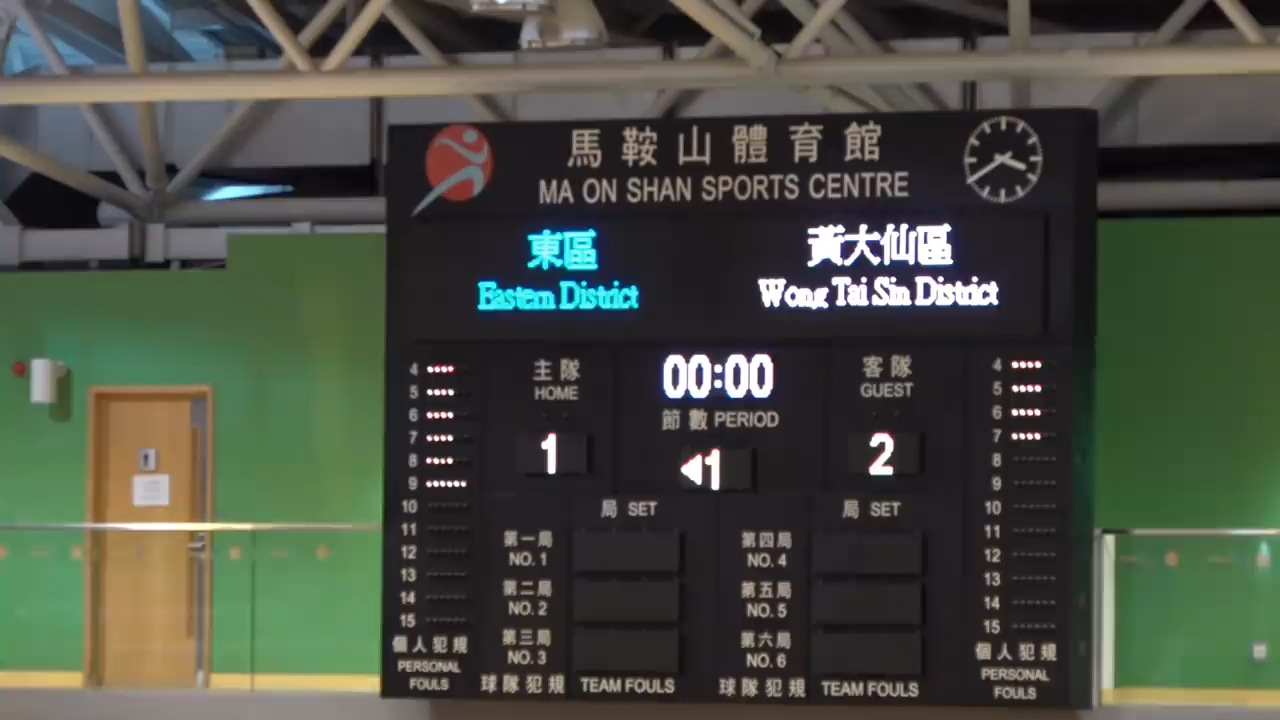 馬鞍山體育館
MA ON SHAN SPORTS CENTRE
東區
Eastern District
黃大仙區
Wong Tai Sin District
主隊
HOME
1
00:00
節數 PERIOD
◀1
客隊
GUEST
2
4
5
6
7
8
9
10
11
12
13
14
15
個人犯規
PERSONAL
FOULS
局 SET
第一局
NO. 1
第二局
NO. 2
第三局
NO. 3
球隊犯規 TEAM FOULS
局 SET
第四局
NO. 4
第五局
NO. 5
第六局
NO. 6
球隊犯規 TEAM FOULS
4
5
6
7
8
9
10
11
12
13
14
15
個人犯規
PERSONAL
FOULS